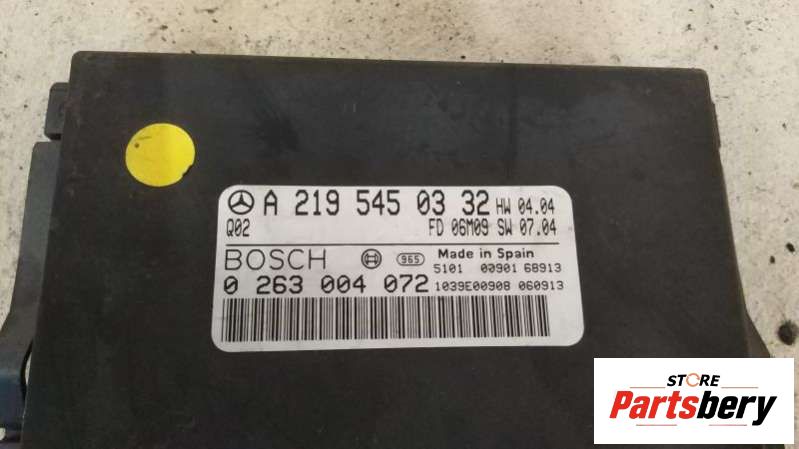 A 219 545 03 32 HW 04.04
Q02 FD 06M09 SW 07.04
BOSCH 965 Made in Spain
5101 00901 68913
0 263 004 072 1039E00908 060913
STORE
Partsbery